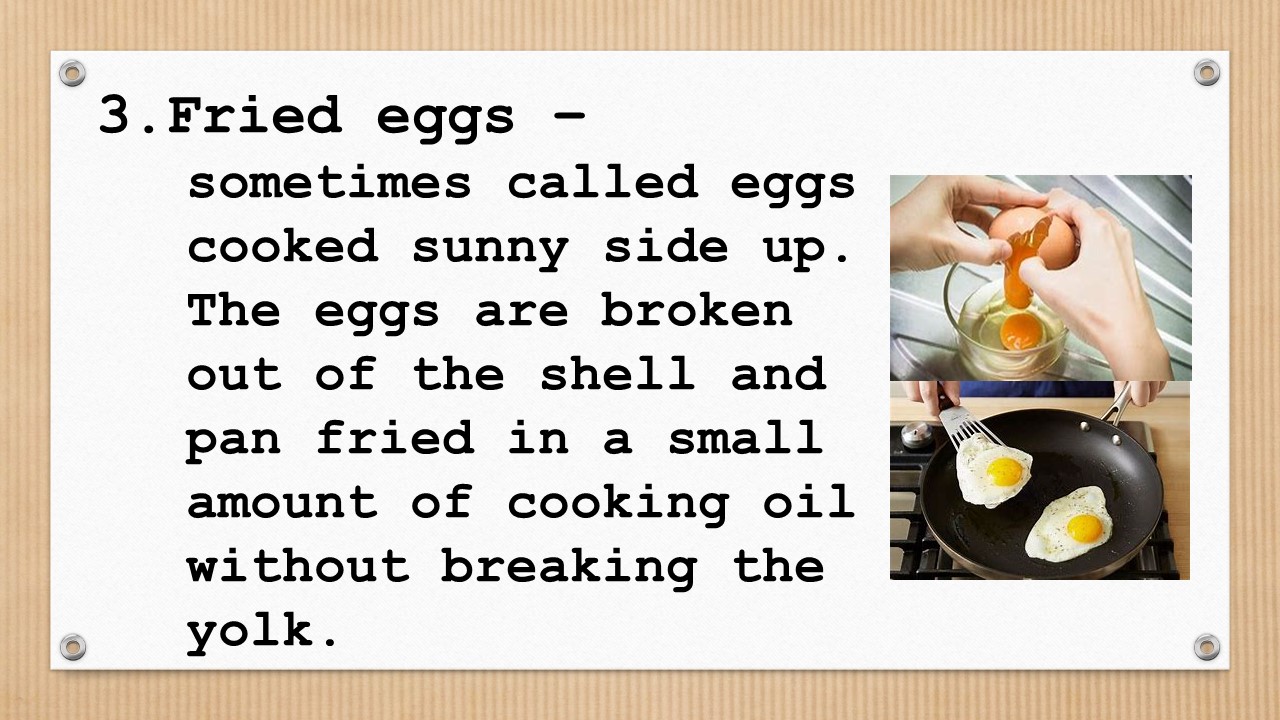 3.Fried eggs –
sometimes called eggs
cooked sunny side up.
The eggs are broken
out of the shell and
pan fried in a small
amount of cooking oil
without breaking the
yolk.